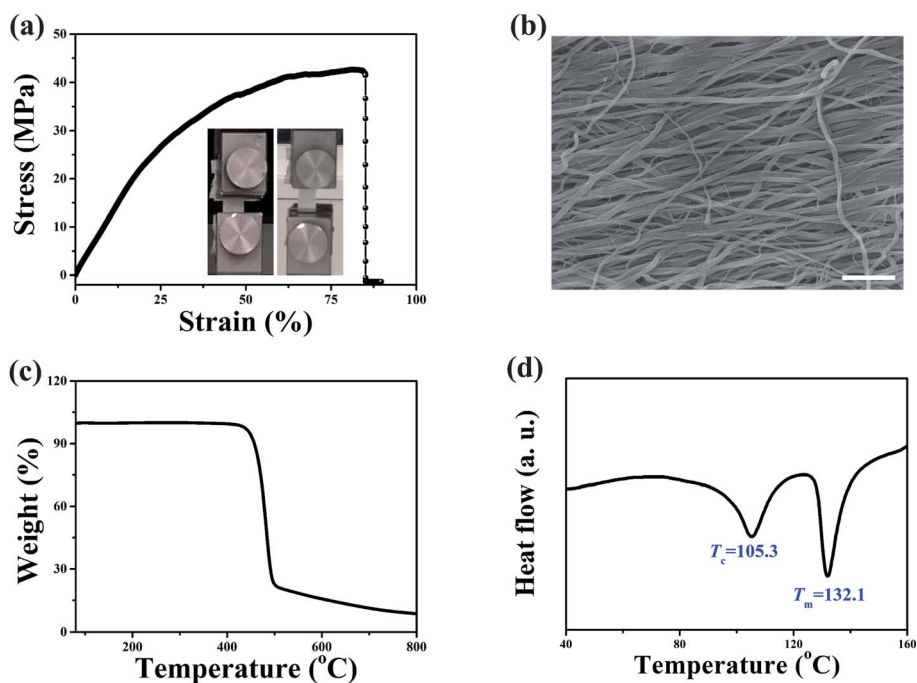 (a)
50
40
30
20
10
0
Stress (MPa)
0 25 50 75 100
Strain (%)
(b)
(c)
120
90
60
30
0
Weight (%)
200 400 600 800
Temperature (°C)
(d)
Heat flow (a. u.)
Tc=105.3
Tm=132.1
40 80 120 160
Temperature (°C)